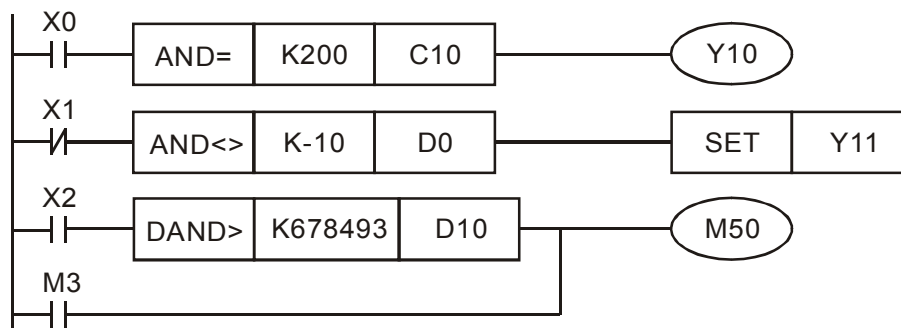 X0
AND= K200 C10 Y10
X1
AND<> K-10 D0 SET Y11
X2
DAND> K678493 D10 M50
M3